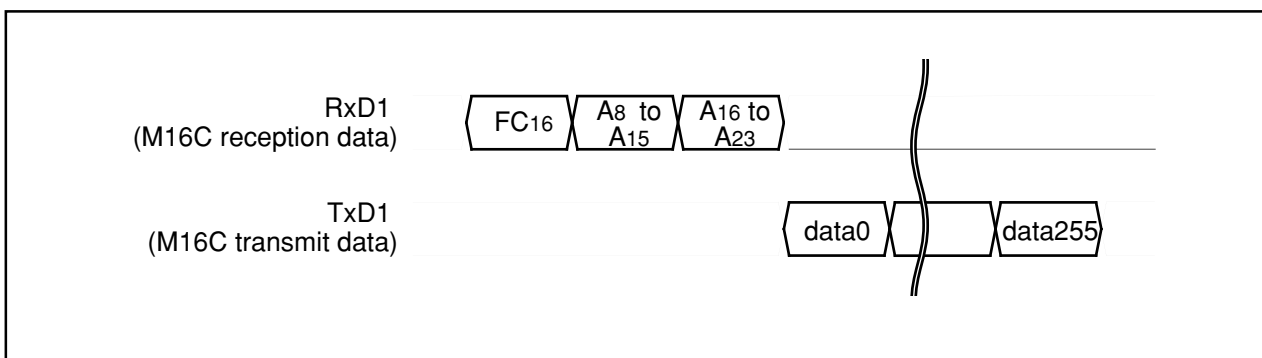 RxD1
(M16C reception data)
FC16
A8 to
A15
A16 to
A23
TxD1
(M16C transmit data)
data0
data255